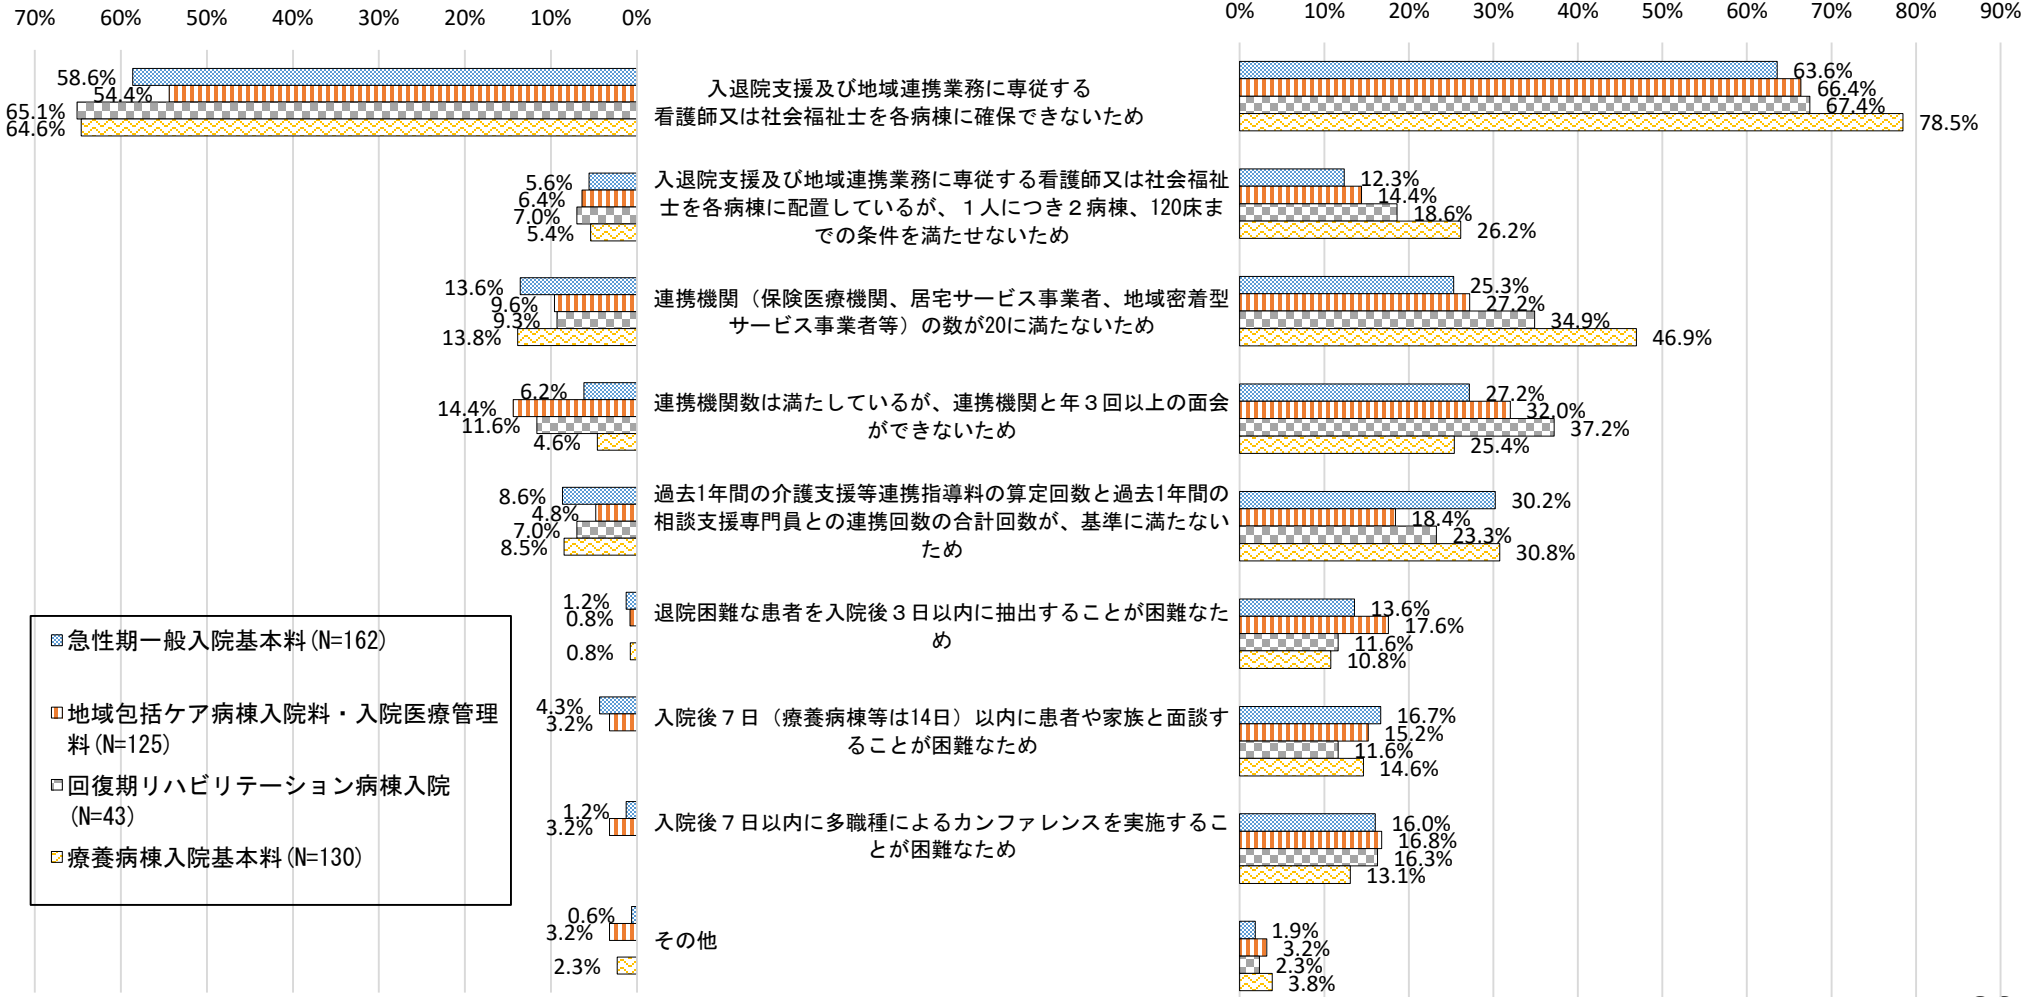 70% 60% 50% 40% 30% 20% 10% 0%
0% 10% 20% 30% 40% 50% 60% 70% 80% 90%
58.6%
54.4%
65.1%
64.6%
入退院支援及び地域連携業務に専従する
看護師又は社会福祉士を各病棟に確保できないため
63.6%
66.4%
67.4%
78.5%
5.6%
6.4%
7.0%
5.4%
入退院支援及び地域連携業務に専従する看護師又は社会福祉
士を各病棟に配置しているが、１人につき２病棟、120床ま
での条件を満たせないため
12.3%
14.4%
18.6%
26.2%
13.6%
9.6%
9.3%
13.8%
連携機関（保険医療機関、居宅サービス事業者、地域密着型
サービス事業者等）の数が20に満たないため
25.3%
27.2%
34.9%
46.9%
6.2%
14.4%
11.6%
4.6%
連携機関数は満たしているが、連携機関と年３回以上の面会
ができないため
27.2%
32.0%
37.2%
25.4%
8.6%
4.8%
7.0%
8.5%
過去1年間の介護支援等連携指導料の算定回数と過去1年間の
相談支援専門員との連携回数の合計回数が、基準に満たない
ため
30.2%
18.4%
23.3%
30.8%
1.2%
0.8%
0.8%
退院困難な患者を入院後３日以内に抽出することが困難なた
め
13.6%
17.6%
11.6%
10.8%
4.3%
3.2%
入院後７日（療養病棟等は14日）以内に患者や家族と面談す
ることが困難なため
16.7%
15.2%
11.6%
14.6%
1.2%
3.2%
入院後７日以内に多職種によるカンファレンスを実施するこ
とが困難なため
16.0%
16.8%
16.3%
13.1%
0.6%
3.2%
2.3%
その他
1.9%
3.2%
2.3%
3.8%
急性期一般入院基本料(N=162)
地域包括ケア病棟入院料・入院医療管理
料(N=125)
回復期リハビリテーション病棟入院
(N=43)
療養病棟入院基本料(N=130)